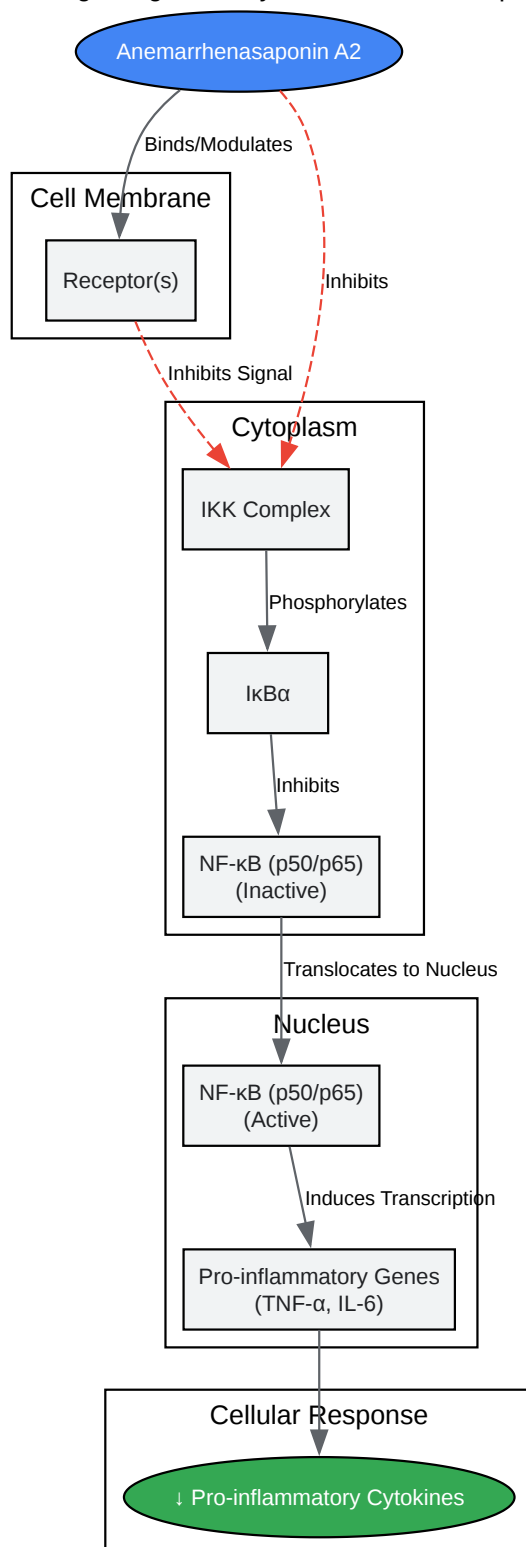 Anemarrhenasaponin A2
Binds/Modulates
Cell Membrane
Receptor(s)
Inhibits
Inhibits Signal
Cytoplasm
IKK Complex
Phosphorylates
IκBα
Inhibits
NF-κB (p50/p65)
(Inactive)
Translocates to Nucleus
Nucleus
NF-κB (p50/p65)
(Active)
Induces Transcription
Pro-inflammatory Genes
(TNF-α, IL-6)
Cellular Response
↓ Pro-inflammatory Cytokines